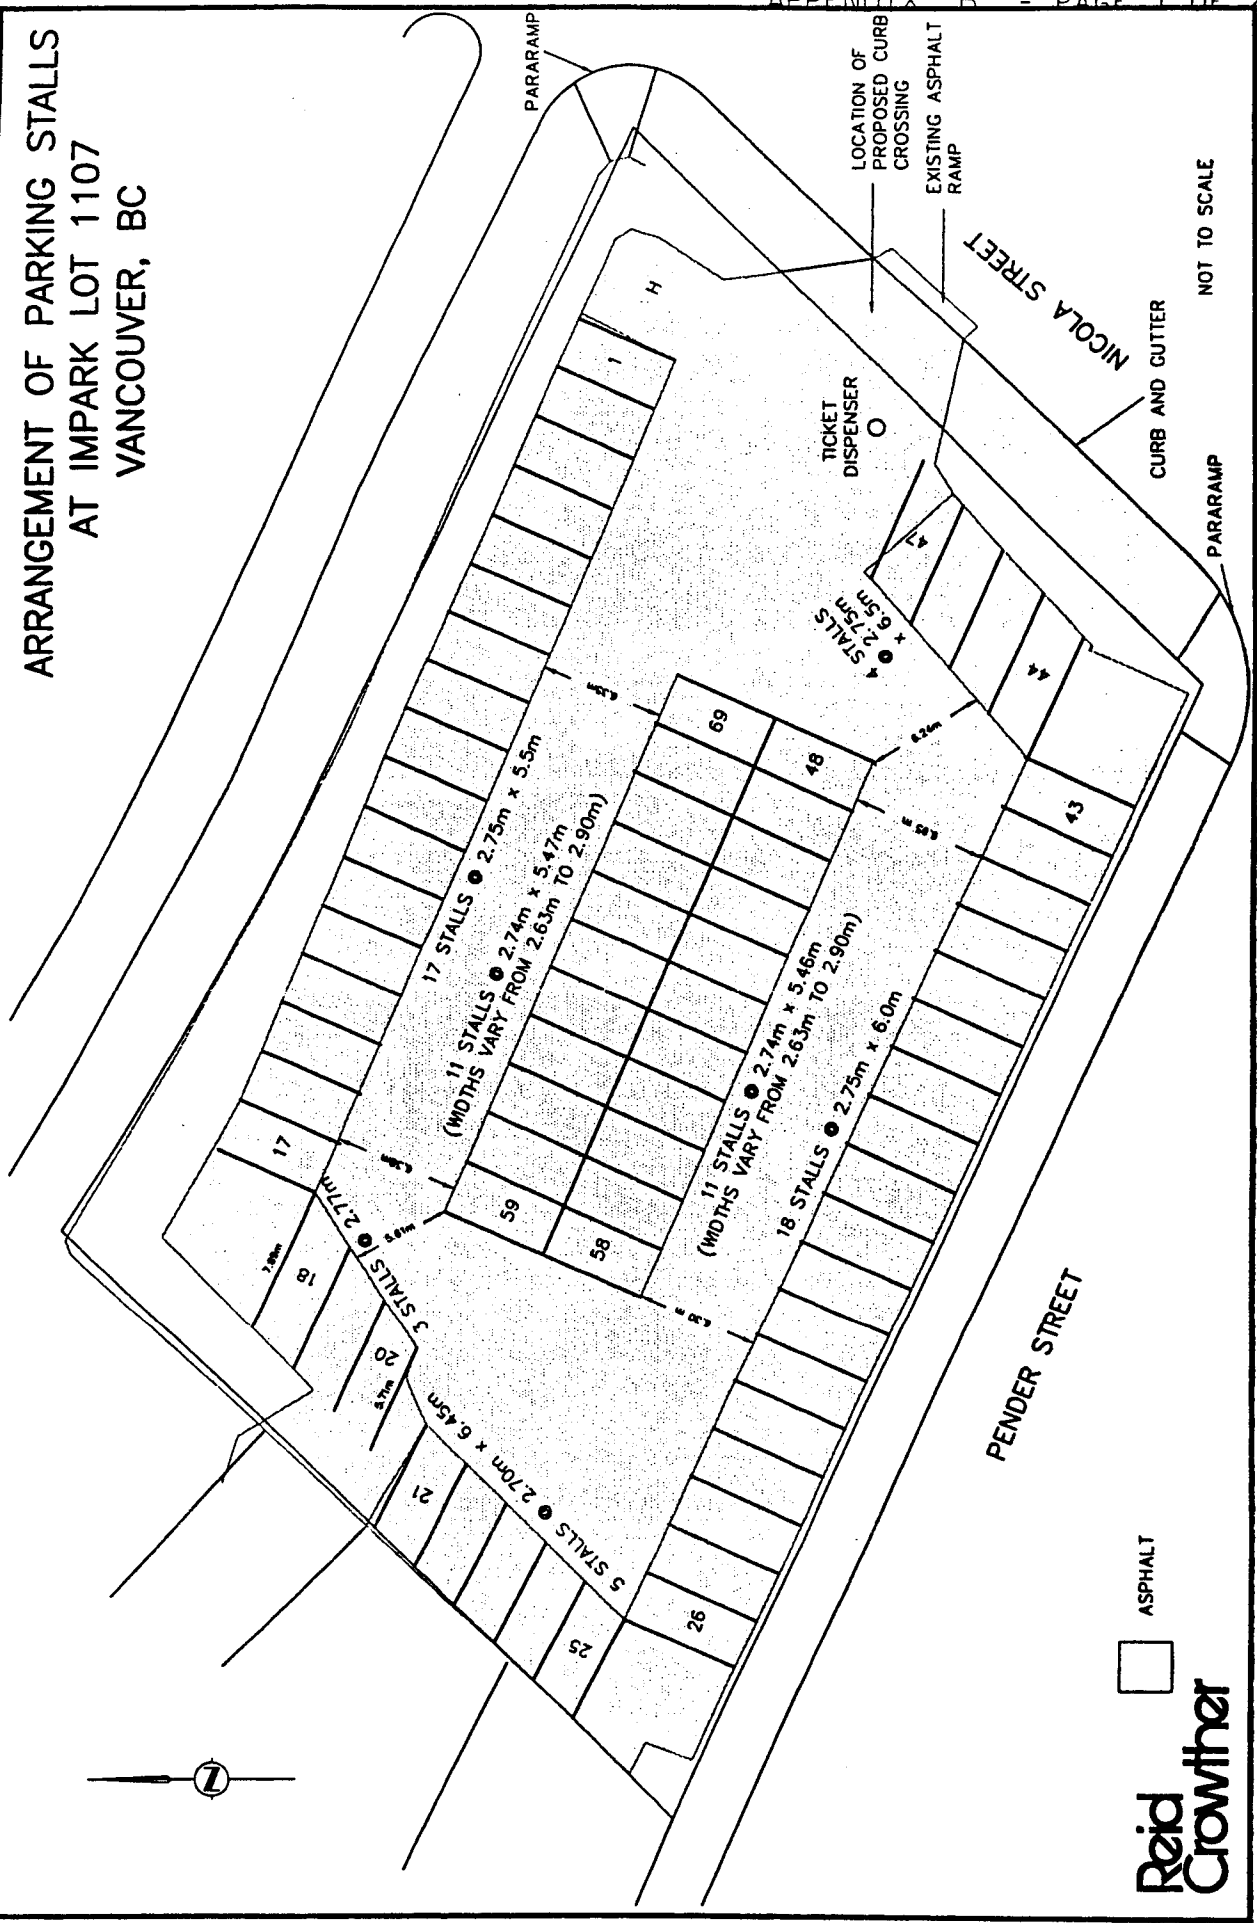 ARRANGEMENT OF PARKING STALLS
AT IMPARK LOT 1107
VANCOUVER, BC
PARARAMP
LOCATION OF
PROPOSED CURB
CROSSING
EXISTING ASPHALT
RAMP
NICOLA STREET
NOT TO SCALE
CURB AND GUTTER
PARARAMP
TICKET
DISPENSER
H
1
17
18
20
21
25
26
43
44
47
48
69
59
58
17 STALLS @ 2.75m x 5.5m
11 STALLS @ 2.74m x 5.47m
(WIDTHS VARY FROM 2.63m TO 2.90m)
11 STALLS @ 2.74m x 5.46m
(WIDTHS VARY FROM 2.63m TO 2.90m)
18 STALLS @ 2.75m x 6.0m
4 STALLS
@ 2.75m
x 6.5m
3 STALLS @ 2.77m
5 STALLS @ 2.70m x 6.45m
6.24m
6.30 m
PENDER STREET
N
ASPHALT
Reid
Crowther